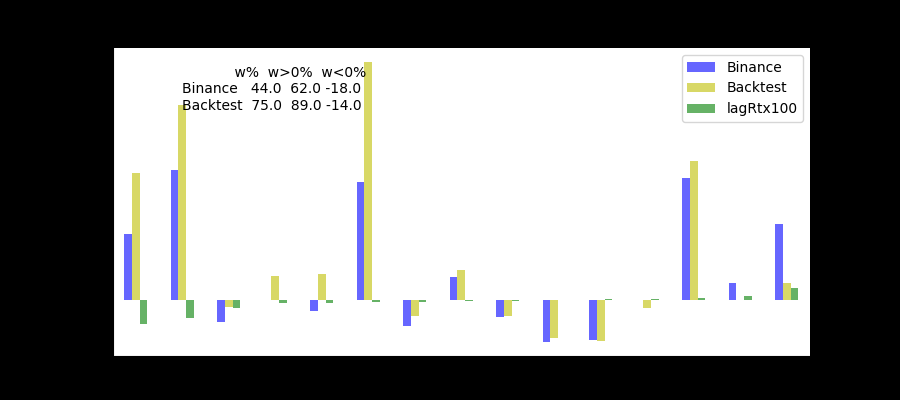 w%  w>0%  w<0%
Binance   44.0  62.0 -18.0
Backtest  75.0  89.0 -14.0
Binance
Backtest
lagRtx100